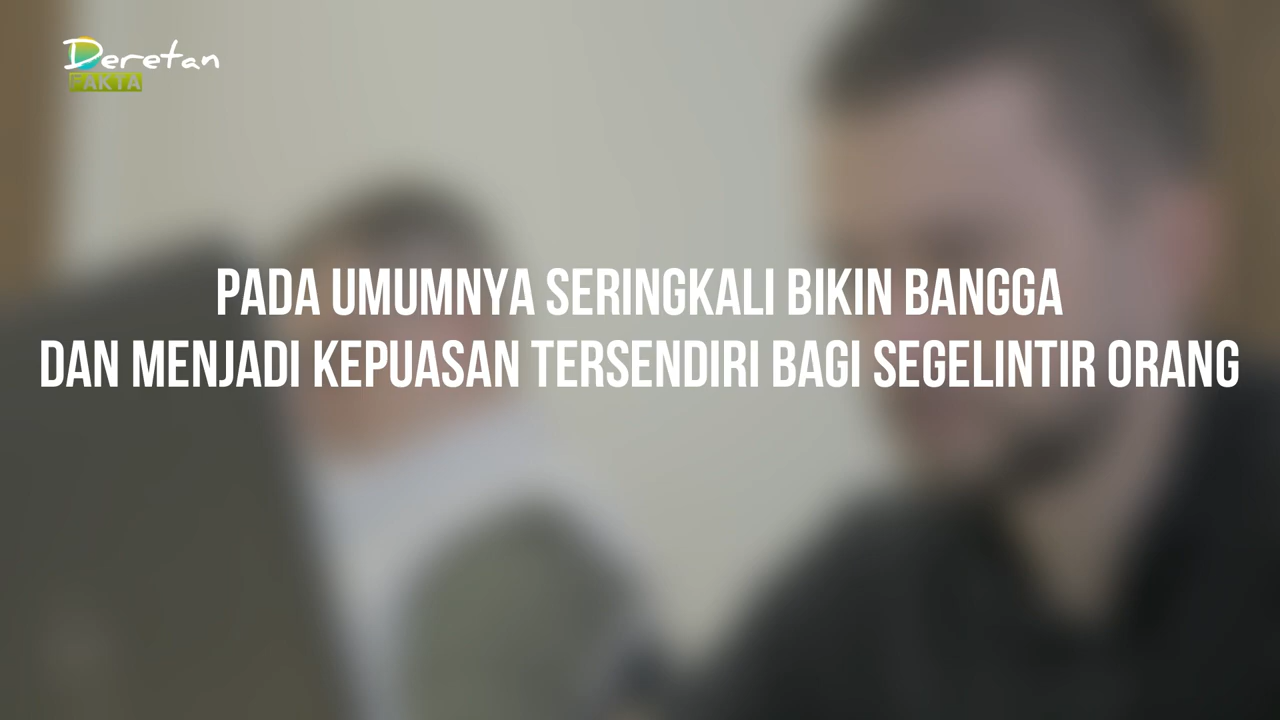 Deretan
FAKTA
PADA UMUMNYA SERINGKALI BIKIN BANGGA
DAN MENJADI KEPUASAN TERSENDIRI BAGI SEGELINTIR ORANG